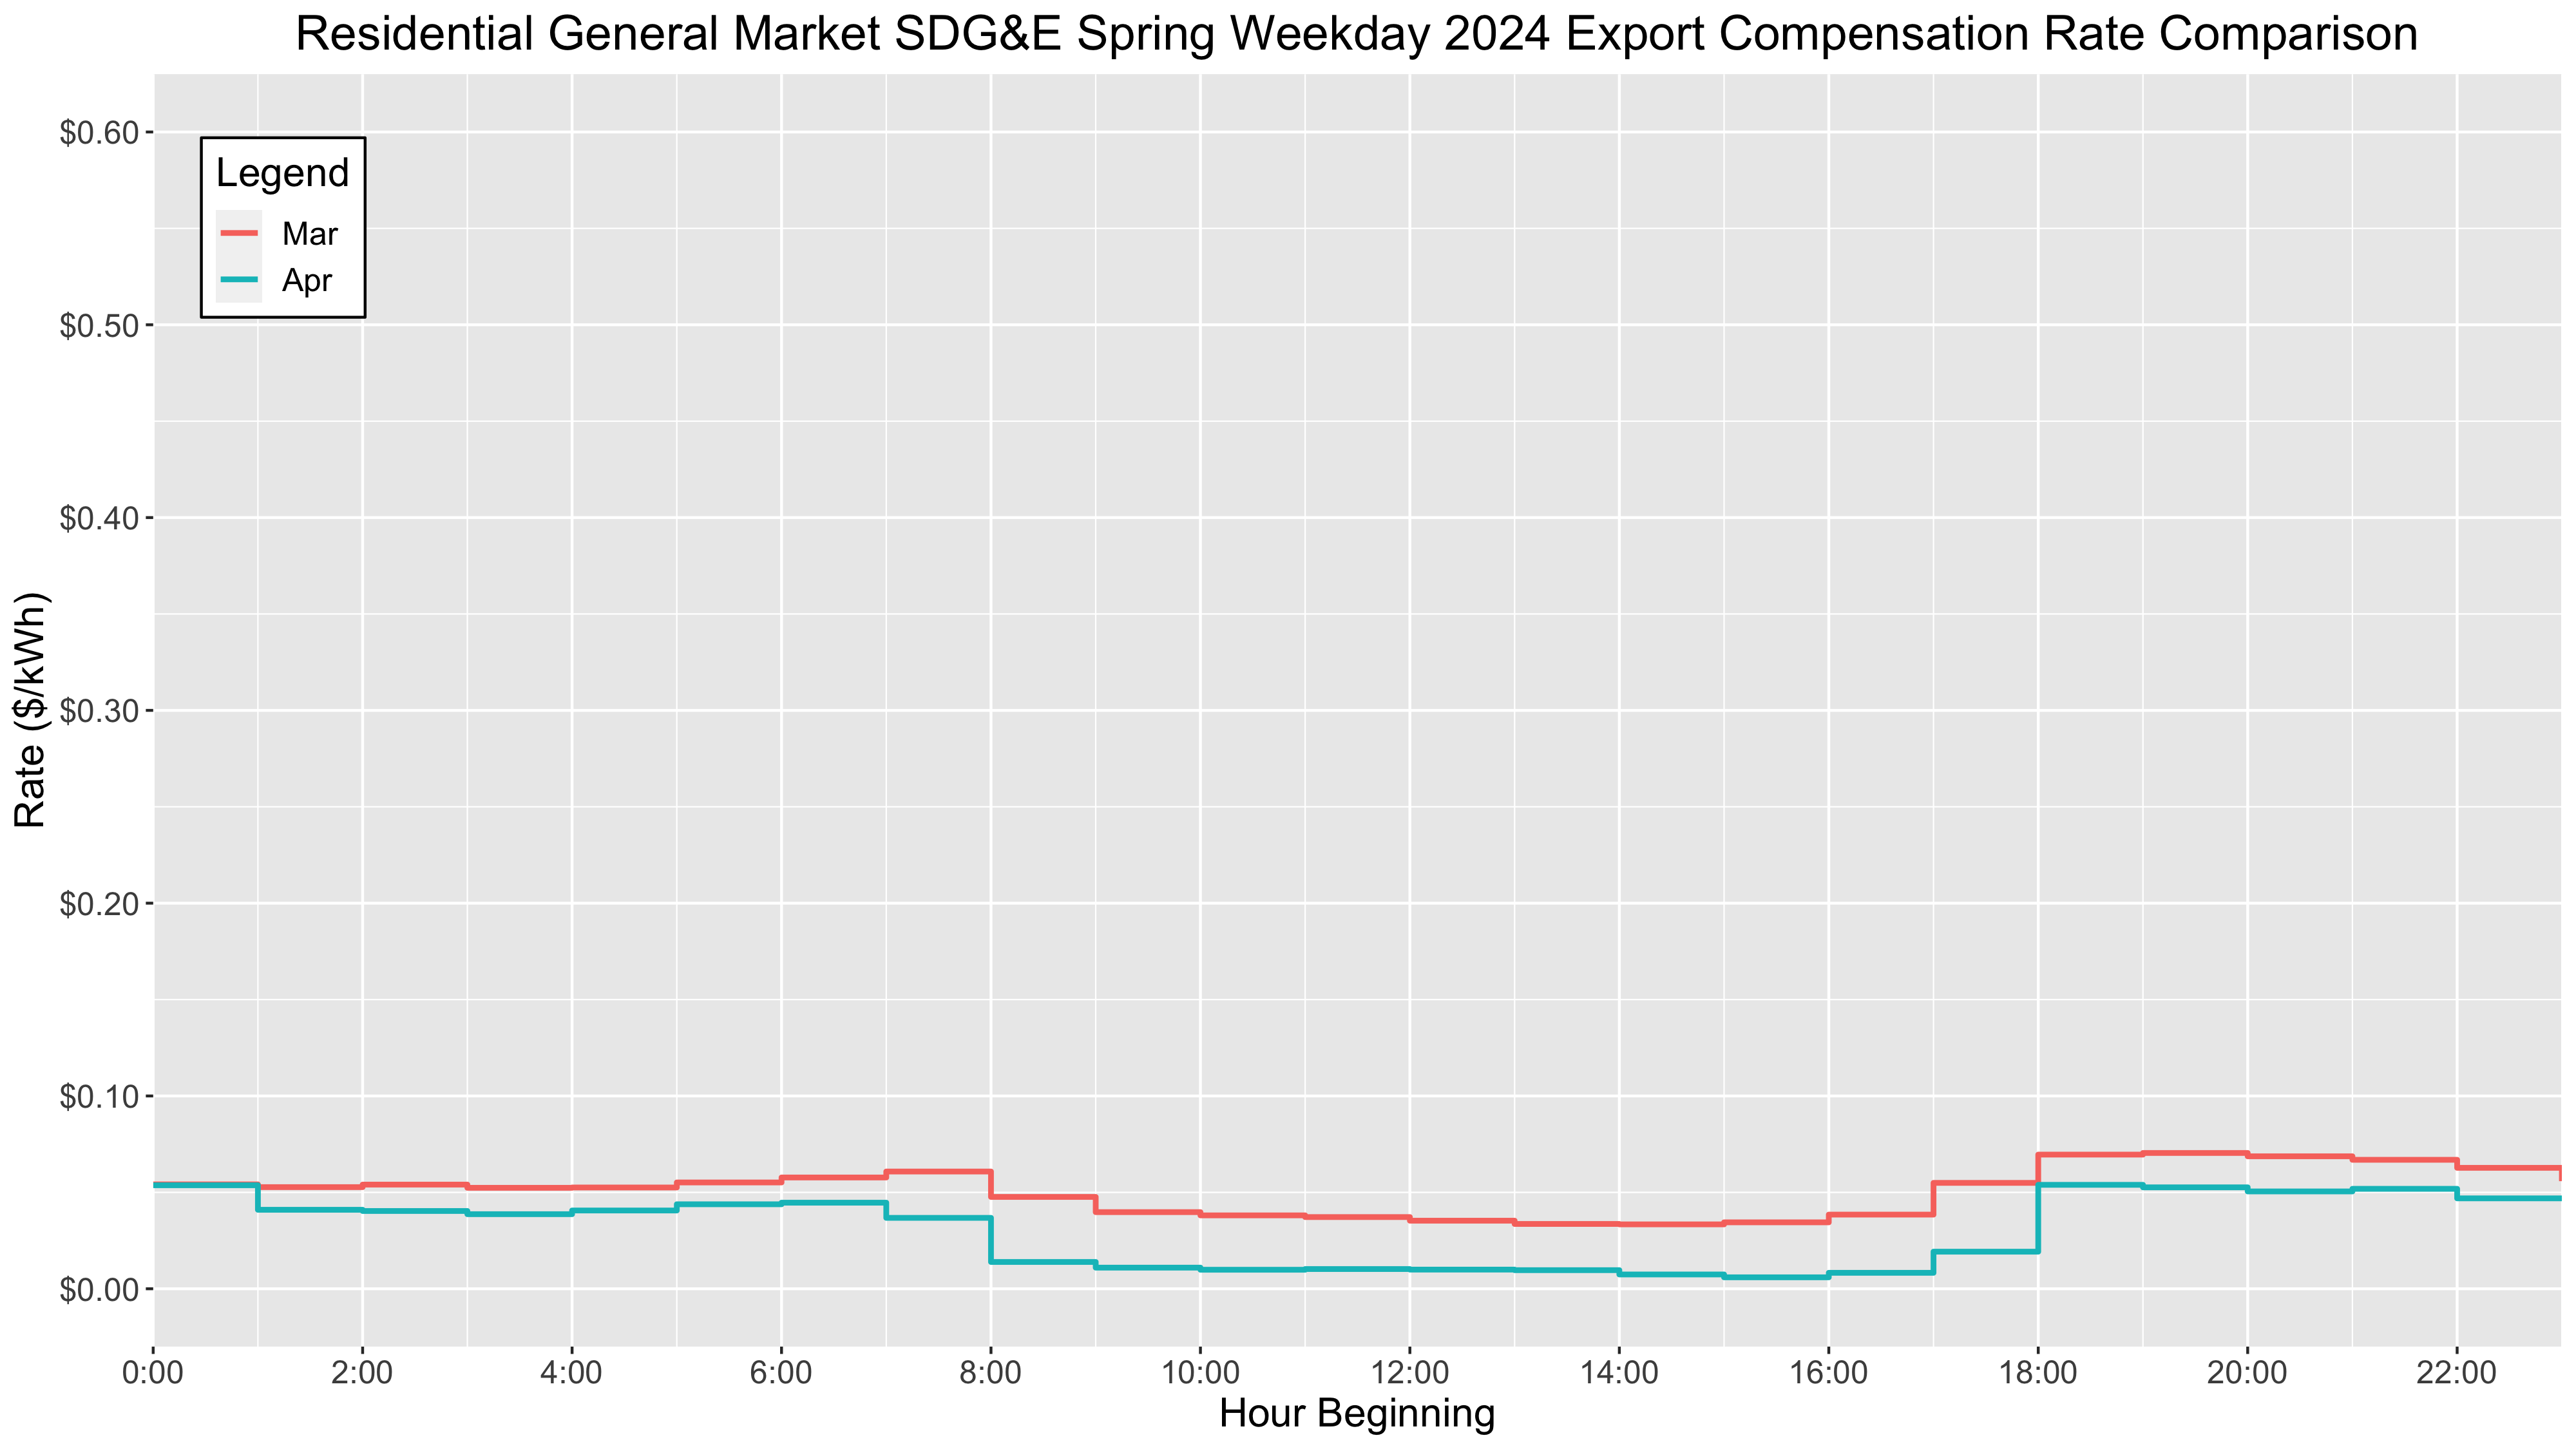 Residential General Market SDG&E Spring Weekday 2024 Export Compensation Rate Comparison
$0.60
Legend
Mar
Apr
$0.50
$0.40
Rate ($/kWh)
$0.30
$0.20
$0.10
$0.00
0:00 2:00 4:00 6:00 8:00 10:00 12:00 14:00 16:00 18:00 20:00 22:00
Hour Beginning